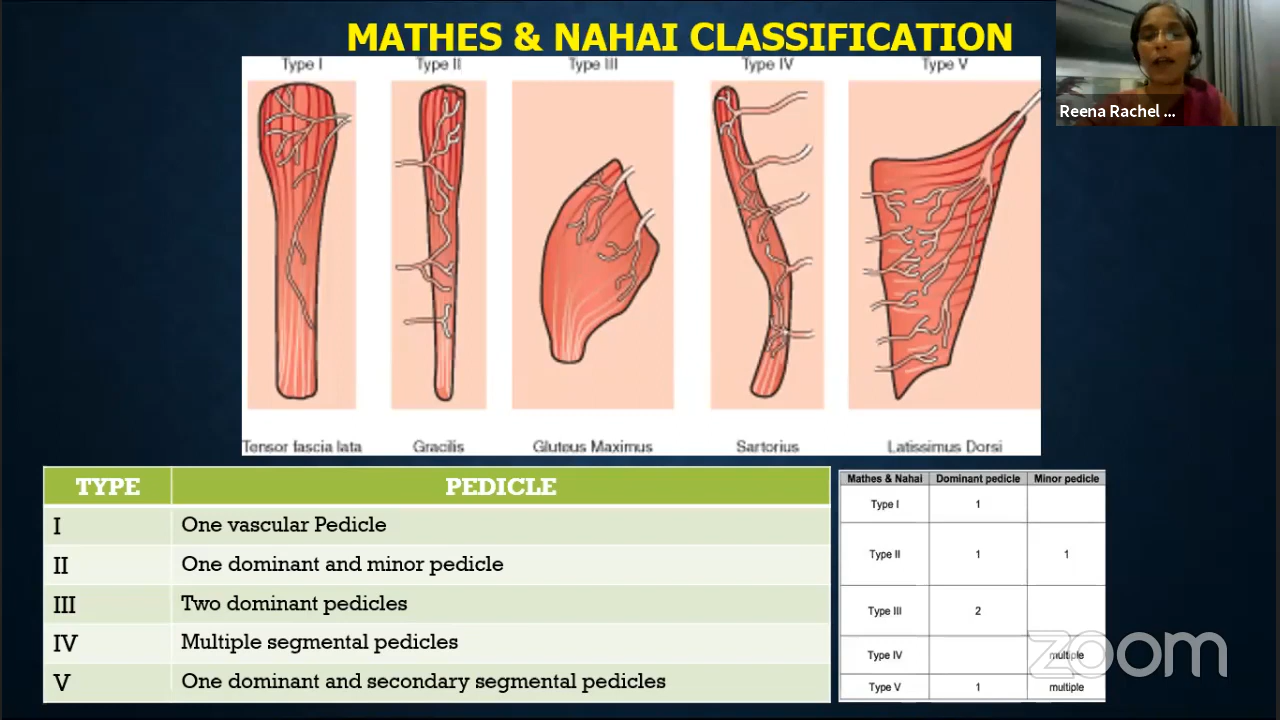 MATHES & NAHAI CLASSIFICATION
Reena Rachel ...
Type I Type II Type III Type IV Type V
Tensor fascia lata Gracilis Gluteus Maximus Sartorius Latissimus Dorsi
TYPE PEDICLE
I One vascular Pedicle
II One dominant and minor pedicle
III Two dominant pedicles
IV Multiple segmental pedicles
V One dominant and secondary segmental pedicles
Mathes & Nahai Dominant pedicle Minor pedicle
Type I 1
Type II 1 1
Type III 2
Type IV multiple
Type V 1 multiple
zoom